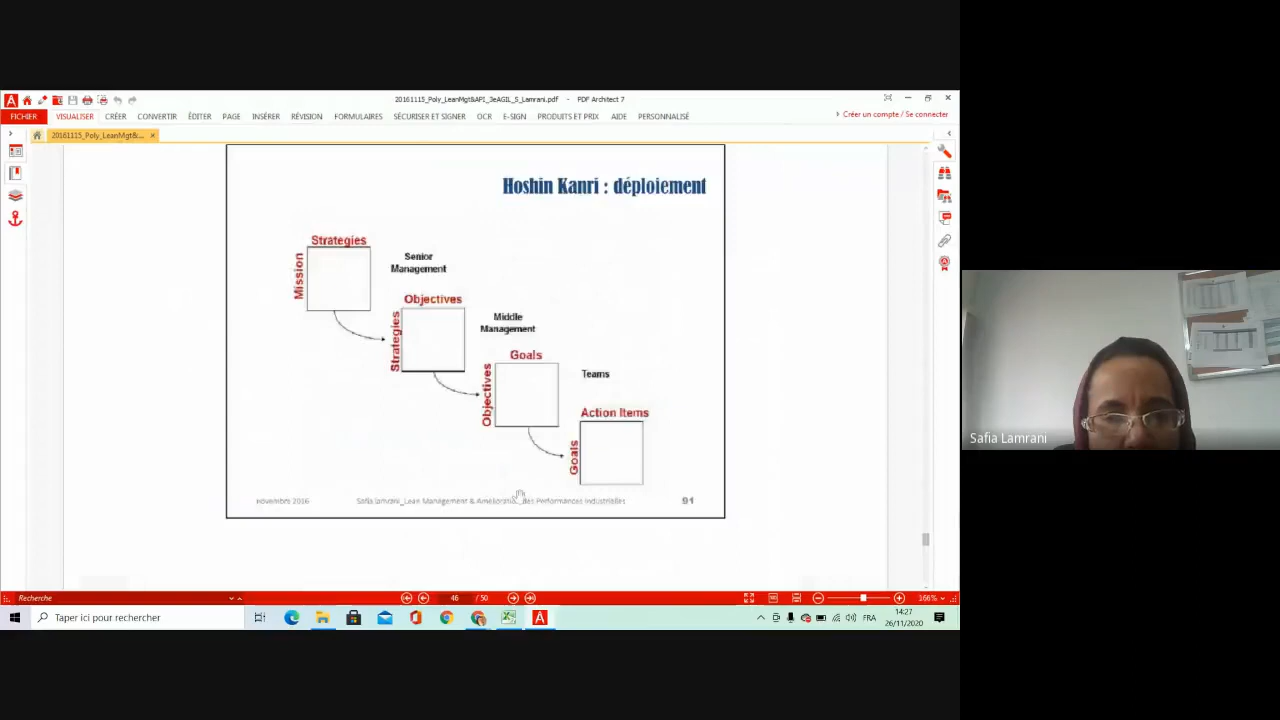 20161115_Poly_LeanMgt&API_3eAGIL_S_Lamrani.pdf - PDF Architect 7
FICHIER VISUALISER CRÉER CONVERTIR ÉDITER PAGE INSÉRER RÉVISION FORMULAIRES SÉCURISER ET SIGNER OCR E-SIGN PRODUITS ET PRIX AIDE PERSONNALISÉ
Créer un compte / Se connecter
20161115_Poly_LeanMgt&... ×
Hoshin Kanri : déploiement
Strategies
Mission
Senior
Management
Objectives
Strategies
Middle
Management
Goals
Objectives
Teams
Action Items
Goals
novembre 2016 Safia lamrani_Lean Management & Amélioration des Performances Industrielles 91
Safia Lamrani
Recherche 46 / 50 166%
Taper ici pour rechercher
FRA
14:27
26/11/2020